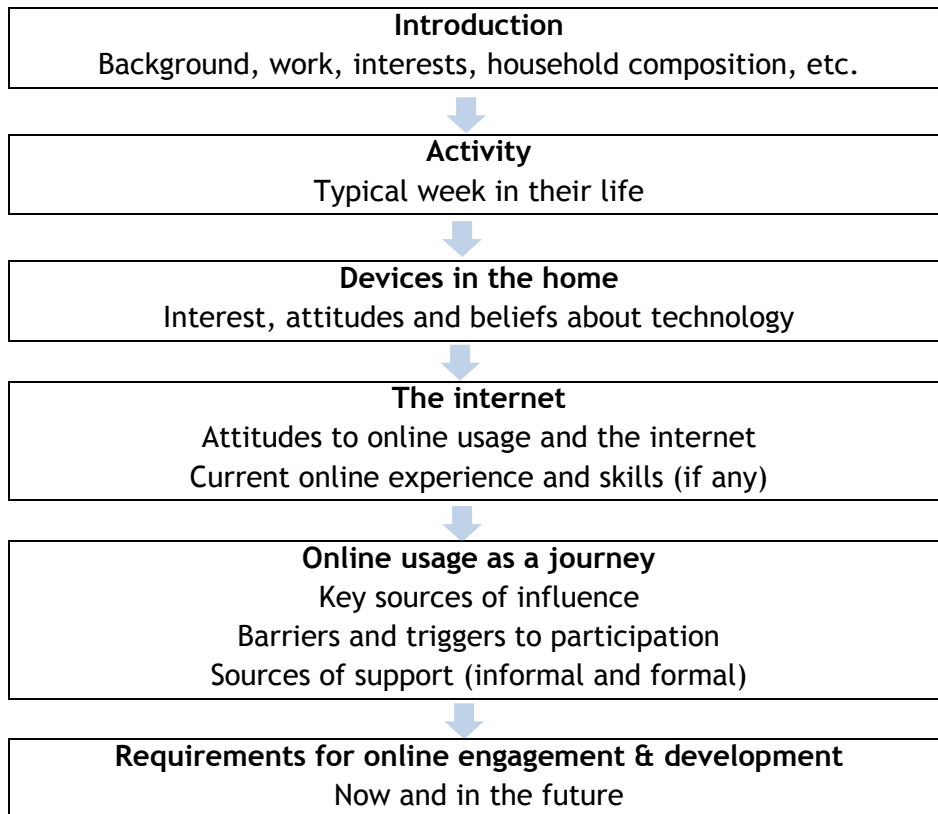 Introduction
Background, work, interests, household composition, etc.
Activity
Typical week in their life
Devices in the home
Interest, attitudes and beliefs about technology
The internet
Attitudes to online usage and the internet
Current online experience and skills (if any)
Online usage as a journey
Key sources of influence
Barriers and triggers to participation
Sources of support (informal and formal)
Requirements for online engagement & development
Now and in the future